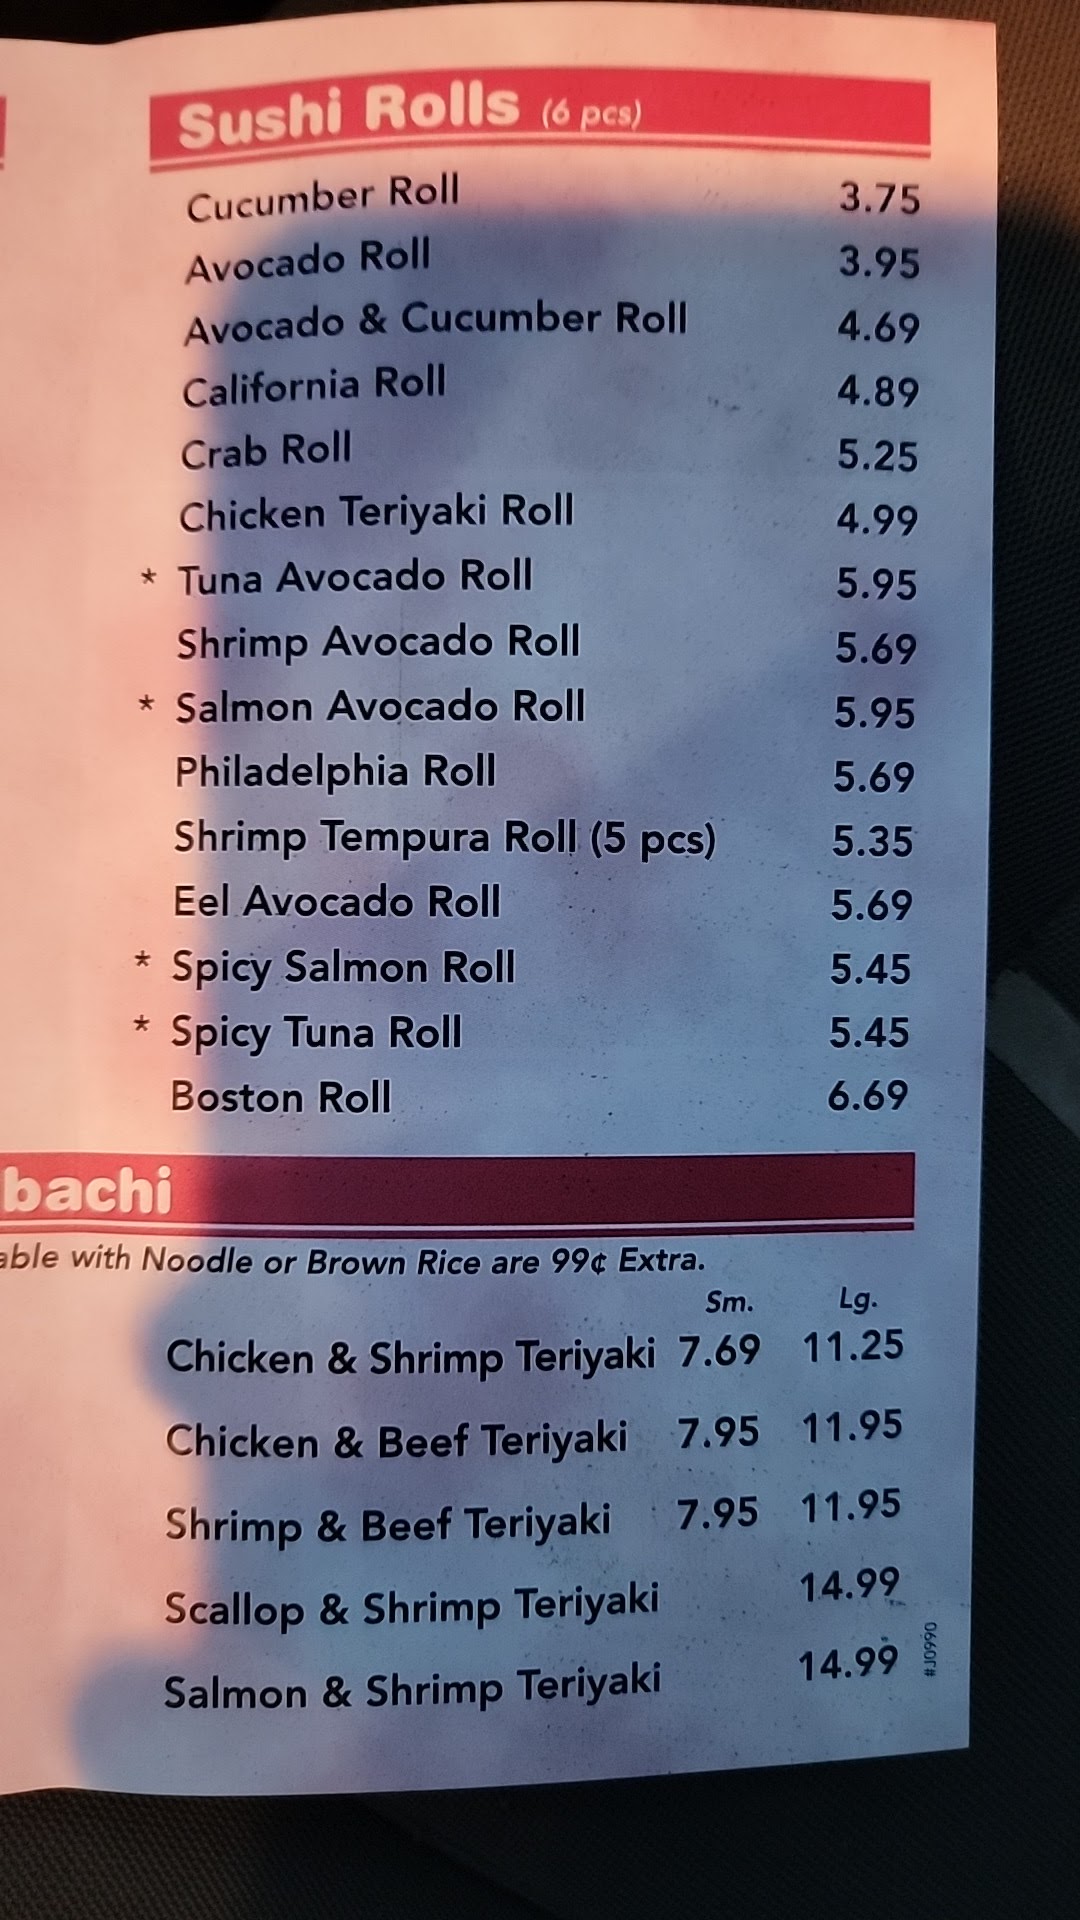 Sushi Rolls (6 pcs)
Cucumber Roll 3.75
Avocado Roll 3.95
Avocado & Cucumber Roll 4.69
California Roll 4.89
Crab Roll 5.25
Chicken Teriyaki Roll 4.99
* Tuna Avocado Roll 5.95
Shrimp Avocado Roll 5.69
* Salmon Avocado Roll 5.95
Philadelphia Roll 5.69
Shrimp Tempura Roll (5 pcs) 5.35
Eel Avocado Roll 5.69
* Spicy Salmon Roll 5.45
* Spicy Tuna Roll 5.45
Boston Roll 6.69
bachi
able with Noodle or Brown Rice are 99¢ Extra.
Sm. Lg.
Chicken & Shrimp Teriyaki 7.69 11.25
Chicken & Beef Teriyaki 7.95 11.95
Shrimp & Beef Teriyaki 7.95 11.95
Scallop & Shrimp Teriyaki 14.99
Salmon & Shrimp Teriyaki 14.99
#J0990